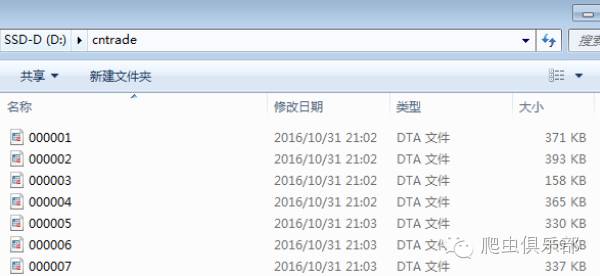 SSD-D (D:) cntrade 搜索
共享 新建文件夹
名称 修改日期 类型 大小
000001 2016/10/31 21:02 DTA 文件 371 KB
000002 2016/10/31 21:02 DTA 文件 393 KB
000003 2016/10/31 21:02 DTA 文件 158 KB
000004 2016/10/31 21:02 DTA 文件 365 KB
000005 2016/10/31 21:03 DTA 文件 330 KB
000006 2016/10/31 21:03 DTA 文件 KB
000007 2016/10/31 21:03 DTA 文件 337 KB
爬虫俱乐部